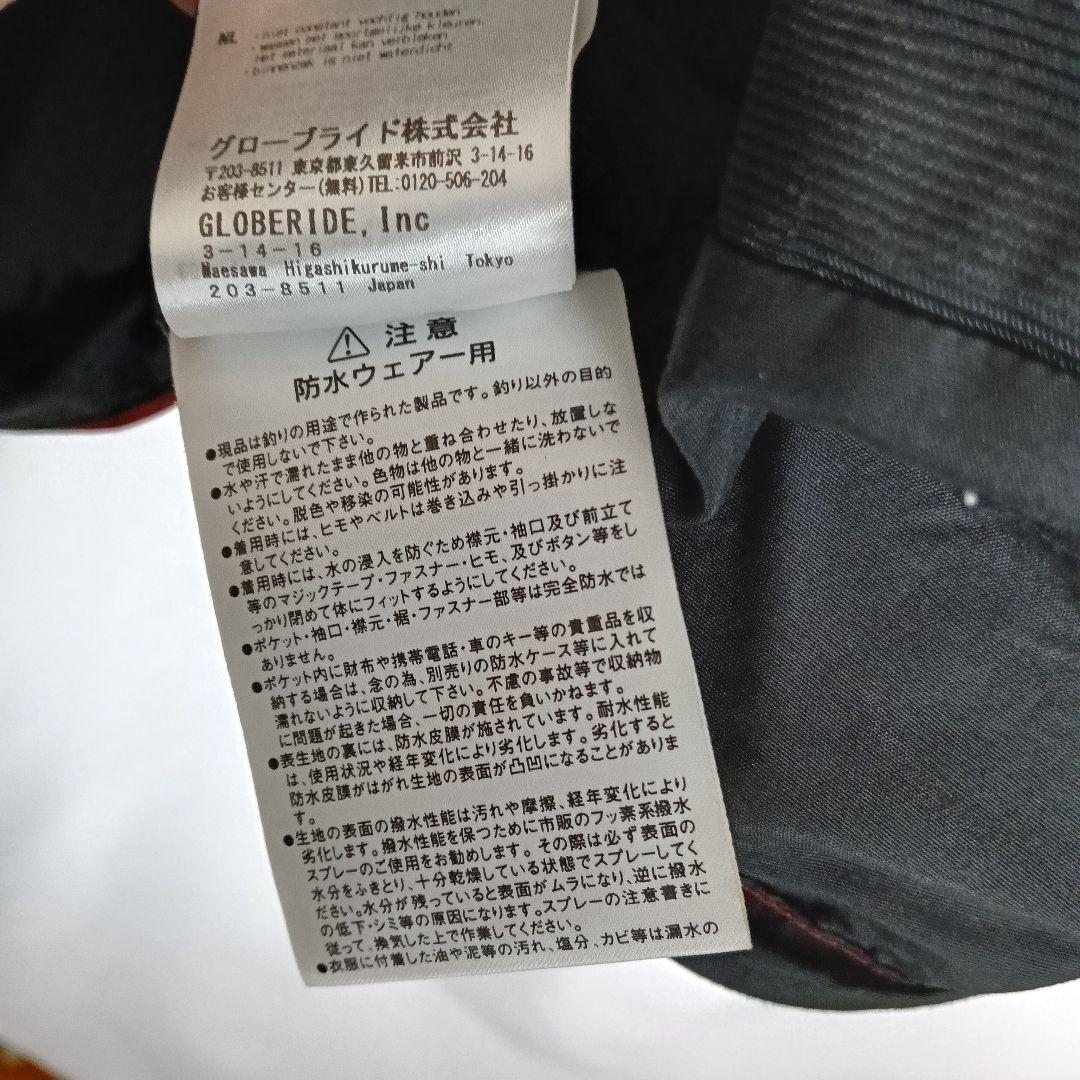 NL - niet constant vochtig houden
- wassen met soortgelijke kleuren.
het materiaal kan verbleken
- binnenzak is niet waterdicht
グローブライド株式会社
〒203-8511 東京都東久留米市前沢 3-14-16
お客様センター(無料)TEL:0120-506-204
GLOBERIDE, Inc
3-14-16
Maesawa Higashikurume-shi Tokyo
203-8511 Japan
注意
防水ウェアー用
●現品は釣りの用途で作られた製品です。釣り以外の目的
で使用しないで下さい。
●水や汗で濡れたまま他の物と重ね合わせたり、放置しな
いようにしてください。色物は他の物と一緒に洗わないで
ください。脱色や移染の可能性があります。
●着用時には、ヒモやベルトは巻き込みや引っ掛かりに注
意してください。
●着用時には、水の浸入を防ぐため襟元・袖口及び前立て
等のマジックテープ・ファスナー・ヒモ、及びボタン等をし
っかり閉めて体にフィットするようにしてください。
●ポケット・袖口・襟元・裾・ファスナー部等は完全防水では
ありません。
●ポケット内に財布や携帯電話・車のキー等の貴重品を収
納する場合は、念の為、別売りの防水ケース等に入れて
濡れないように収納して下さい。不慮の事故等で収納物
に問題が起きた場合、一切の責任を負いかねます。
●表生地の裏には、防水皮膜が施されています。耐水性能
は、使用状況や経年変化により劣化します。劣化すると
防水皮膜がはがれ生地の表面が凸凹になることがありま
す。
●生地の表面の撥水性能は汚れや摩擦、経年変化により
劣化します。撥水性能を保つために市販のフッ素系撥水
スプレーのご使用をお勧めします。その際は必ず表面の
水分をふきとり、十分乾燥している状態でスプレーしてく
ださい。水分が残っていると表面がムラになり、逆に撥水
の低下・シミ等の原因になります。スプレーの注意書きに
従って、換気した上で作業してください。
●衣服に付着した油や泥等の汚れ、塩分、カビ等は漏水の